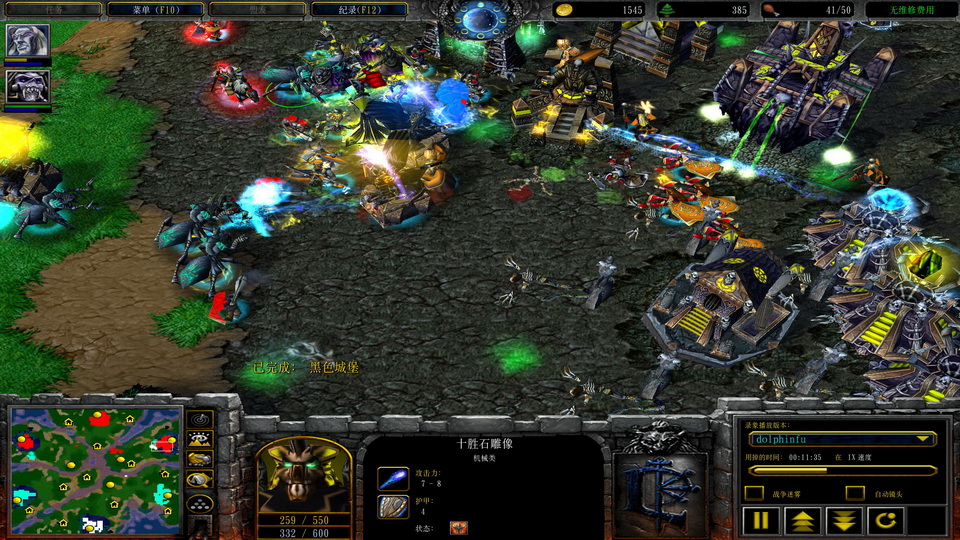 任务
菜单 (F10)
盟友
纪录(F12)
1545
385
41/50
无维修费用
已完成： 黑色城堡
十胜石雕像
机械类
攻击力:
7 - 8
护甲:
4
状态:
259 / 550
332 / 600
录象播放版本:
dolphinfu
用掉的时间: 00:11:35 在 1X 速度
战争迷雾
自动镜头